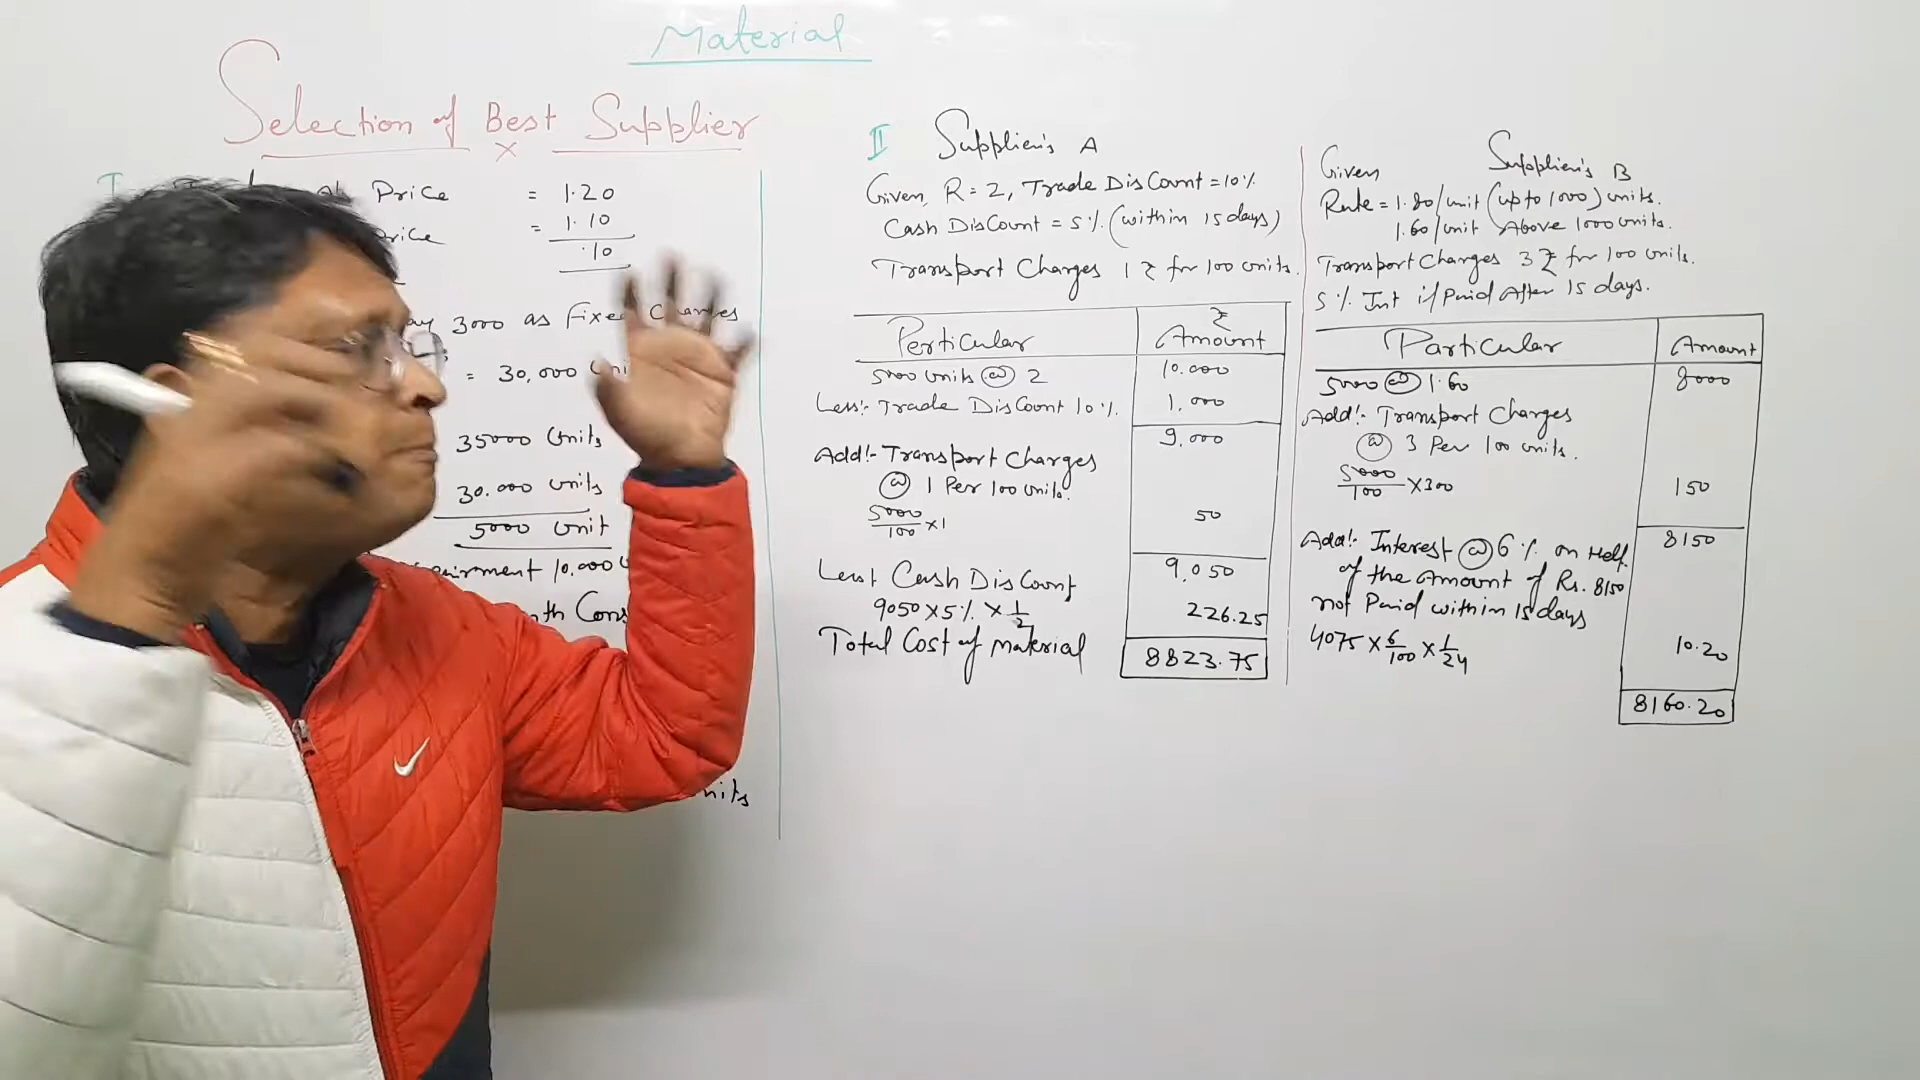 Material
Selection of Best Supplier
I
Price = 1.20
Price = 1.10
.10
3000 as Fixed Charges
= 30,000
35000 Units
30.000 units
5000 unit
10,000
II Supplier's A
Given, R = 2, Trade DisCount = 10%
Cash DisCount = 5% (within 15 days)
Transport Charges 1 ₹ for 100 units.
Perticular ₹ Amount
5000 units @ 2 10.000
Less:- Trade DisCount 10%. 1,000
9,000
Add:- Transport Charges
@ 1 Per 100 units.
5000/100 × 1 50
9,050
Less Cash DisCount
9050 × 5% × 1/2 226.25
Total Cost of Material 8823.75
Given Supplier's B
Rate = 1.80/unit (up to 1000) units.
1.60/unit Above 1000 units.
Transport Charges 3 ₹ for 100 units.
5% Int if Paid After 15 days.
Particular Amount
5000 @ 1.60 8000
Add:- Transport Charges
@ 3 Per 100 units.
5000/100 × 300 150
8150
Add:- Interest @ 6% on Half
of the Amount of Rs. 8150
not Paid within 15 days
4075 × 6/100 × 1/24 10.20
8160.20